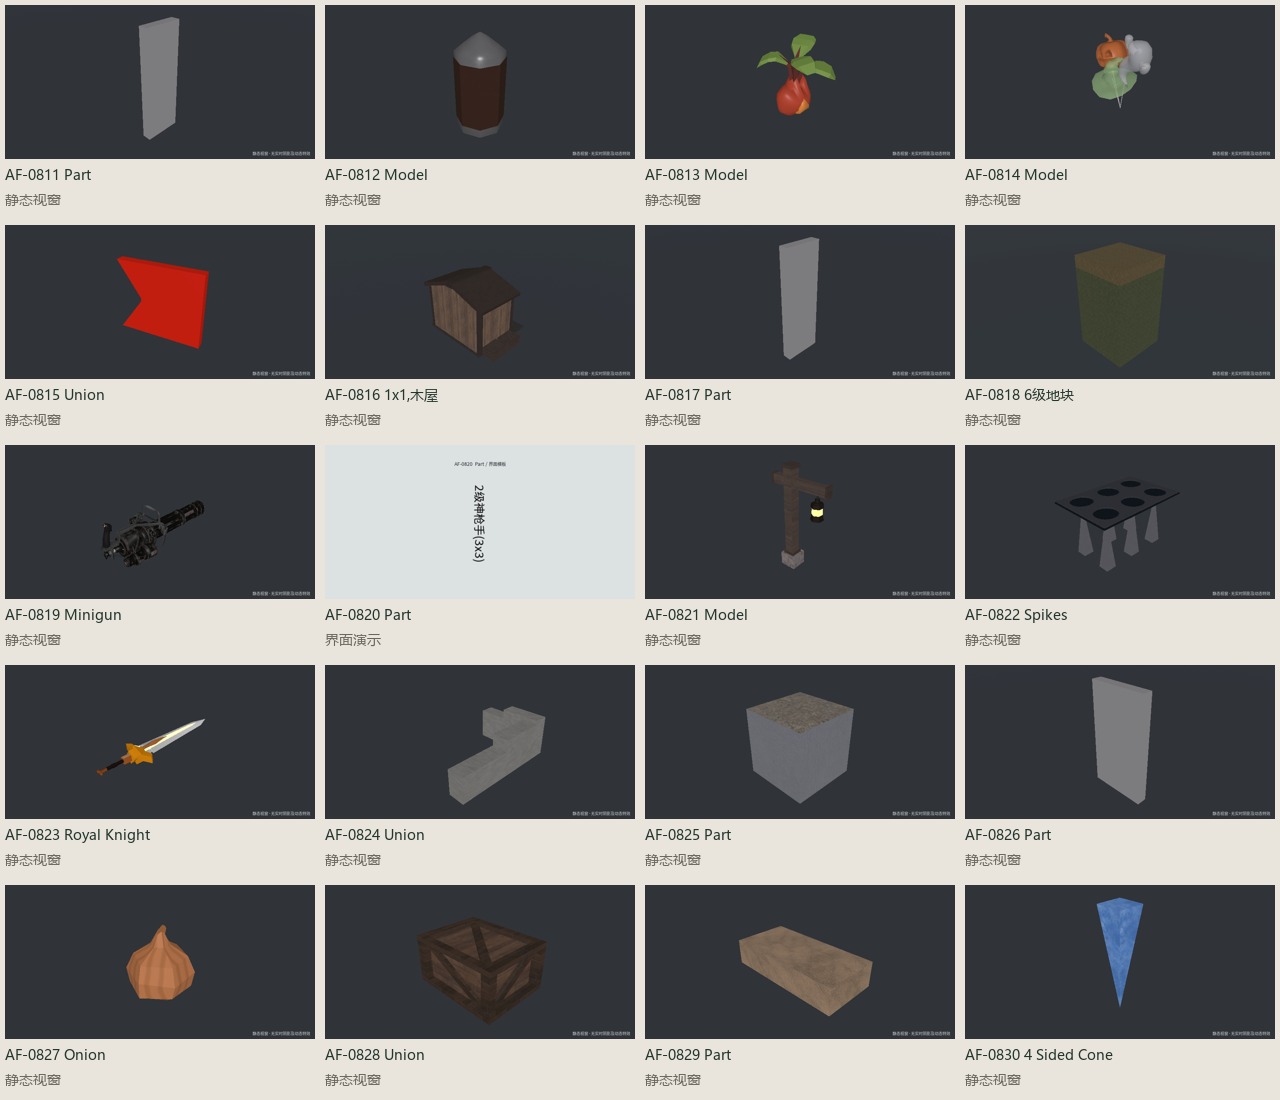 AF-0811 Part
静态视窗
AF-0812 Model
静态视窗
AF-0813 Model
静态视窗
AF-0814 Model
静态视窗
AF-0815 Union
静态视窗
AF-0816 1x1,木屋
静态视窗
AF-0817 Part
静态视窗
AF-0818 6级地块
静态视窗
AF-0819 Minigun
静态视窗
AF-0820 Part / 界面模板
2级神枪手(3x3)
AF-0820 Part
界面演示
AF-0821 Model
静态视窗
AF-0822 Spikes
静态视窗
AF-0823 Royal Knight
静态视窗
AF-0824 Union
静态视窗
AF-0825 Part
静态视窗
AF-0826 Part
静态视窗
AF-0827 Onion
静态视窗
AF-0828 Union
静态视窗
AF-0829 Part
静态视窗
AF-0830 4 Sided Cone
静态视窗